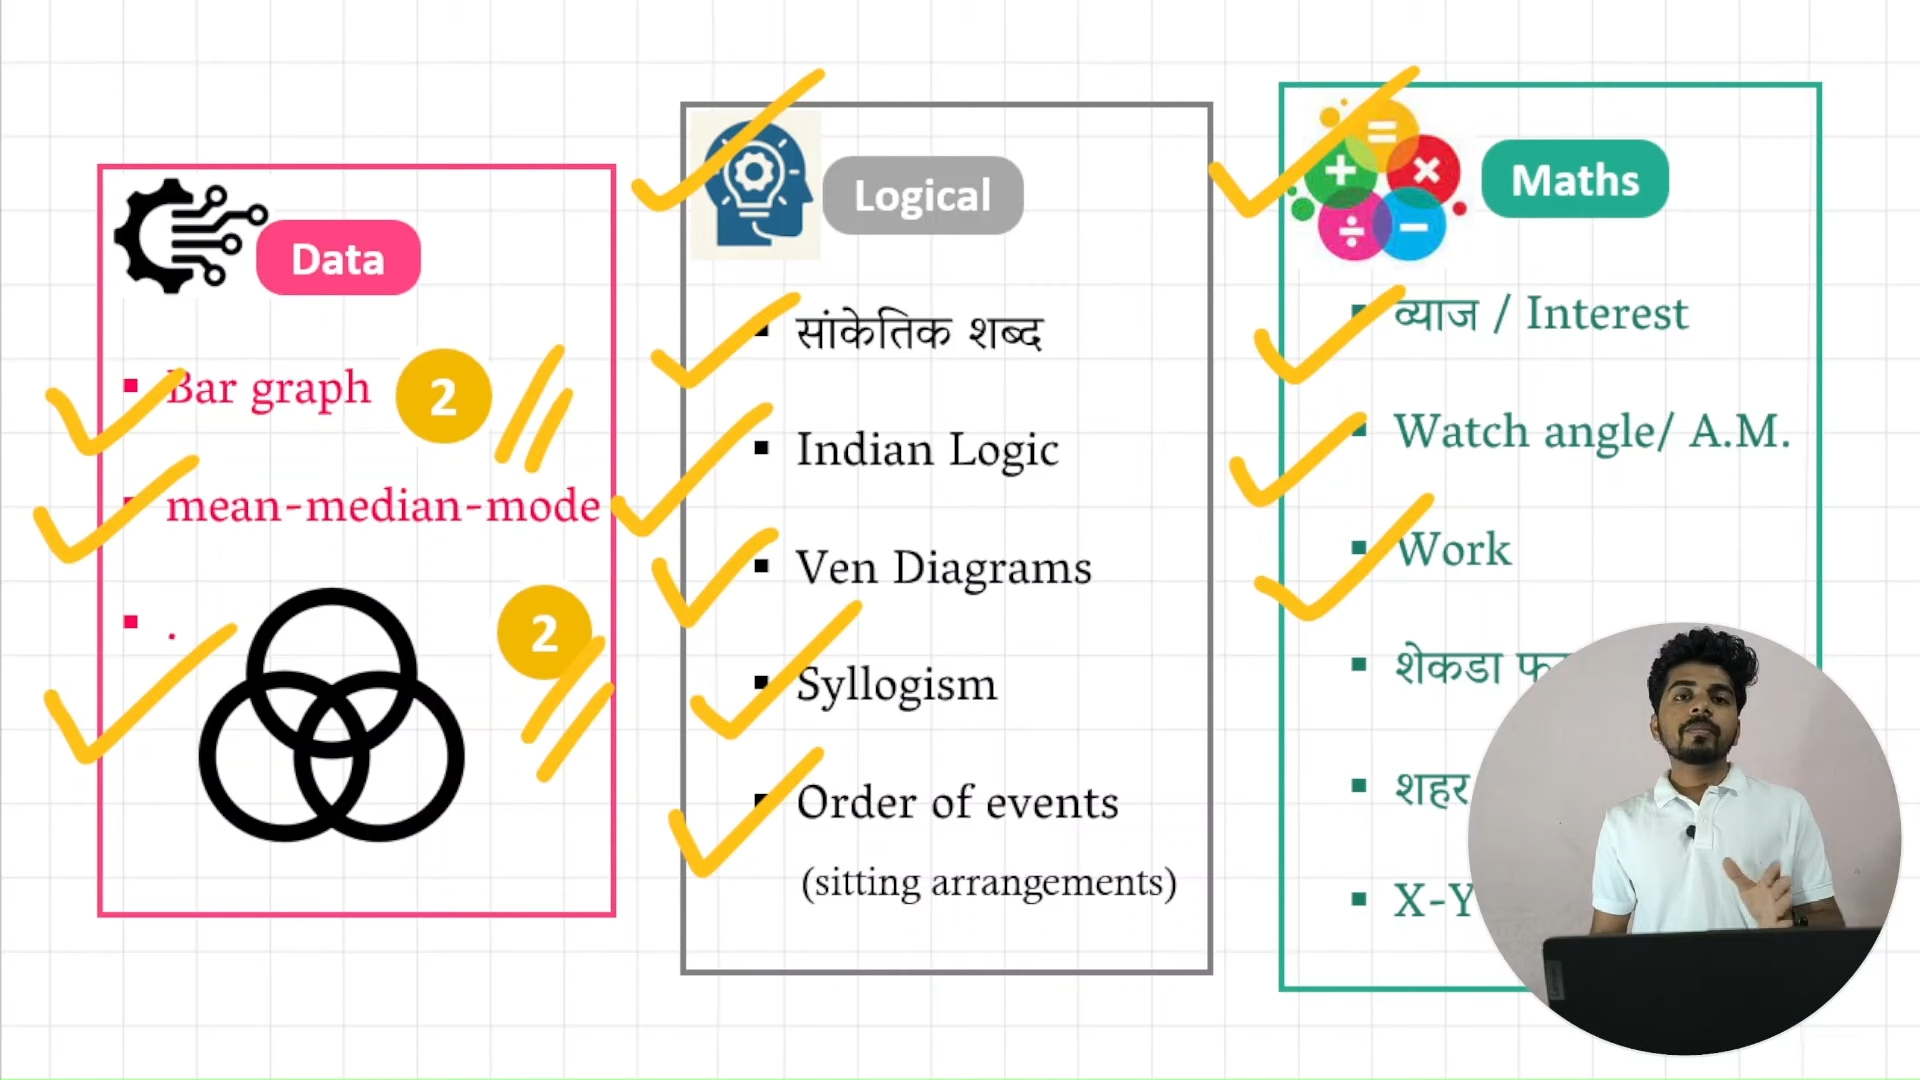 Data
Bar graph 2
mean-median-mode
.
2
Logical
सांकेतिक शब्द
Indian Logic
Ven Diagrams
Syllogism
Order of events
(sitting arrangements)
Maths
व्याज / Interest
Watch angle/ A.M.
Work
शेकडा
शहर
X-Y